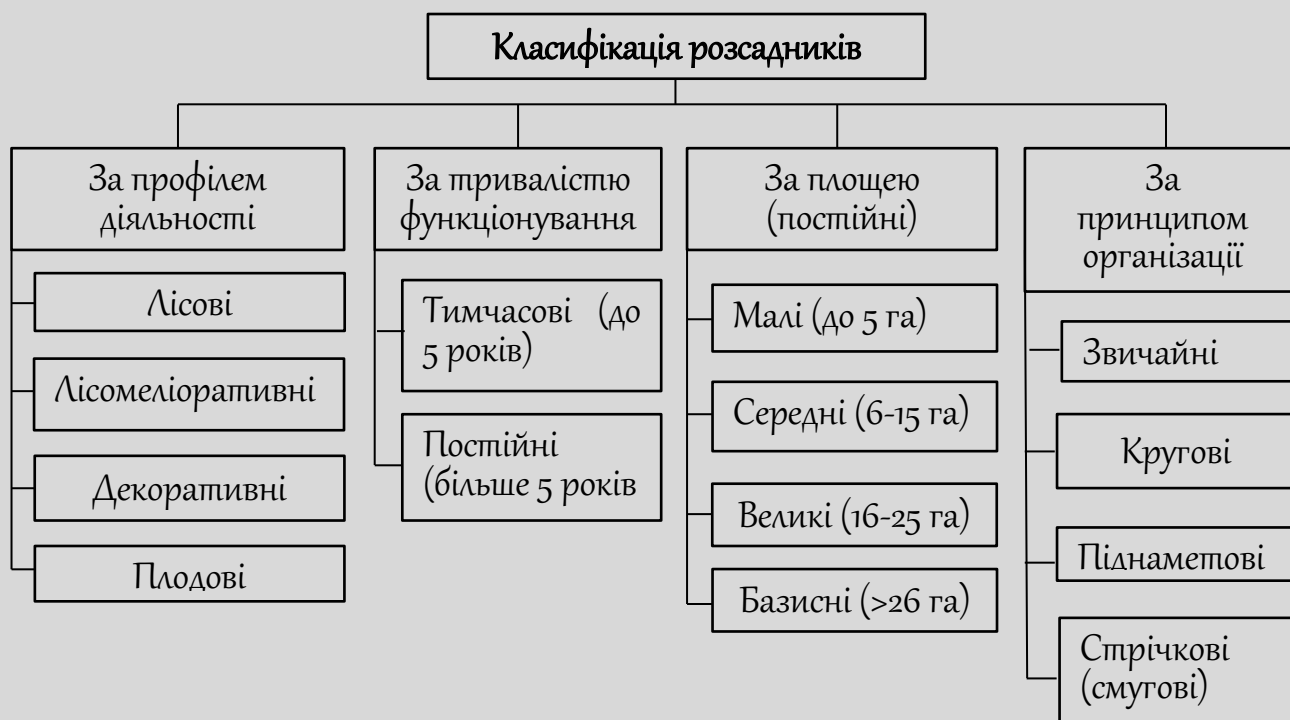 Класифікація розсадників
За профілем
діяльності
Лісові
Лісомеліоративні
Декоративні
Плодові
За тривалістю
функціонування
Тимчасові (до
5 років)
Постійні
(більше 5 років
За площею
(постійні)
Малі (до 5 га)
Середні (6-15 га)
Великі (16-25 га)
Базисні (>26 га)
За
принципом
організації
Звичайні
Кругові
Піднаметові
Стрічкові
(смугові)